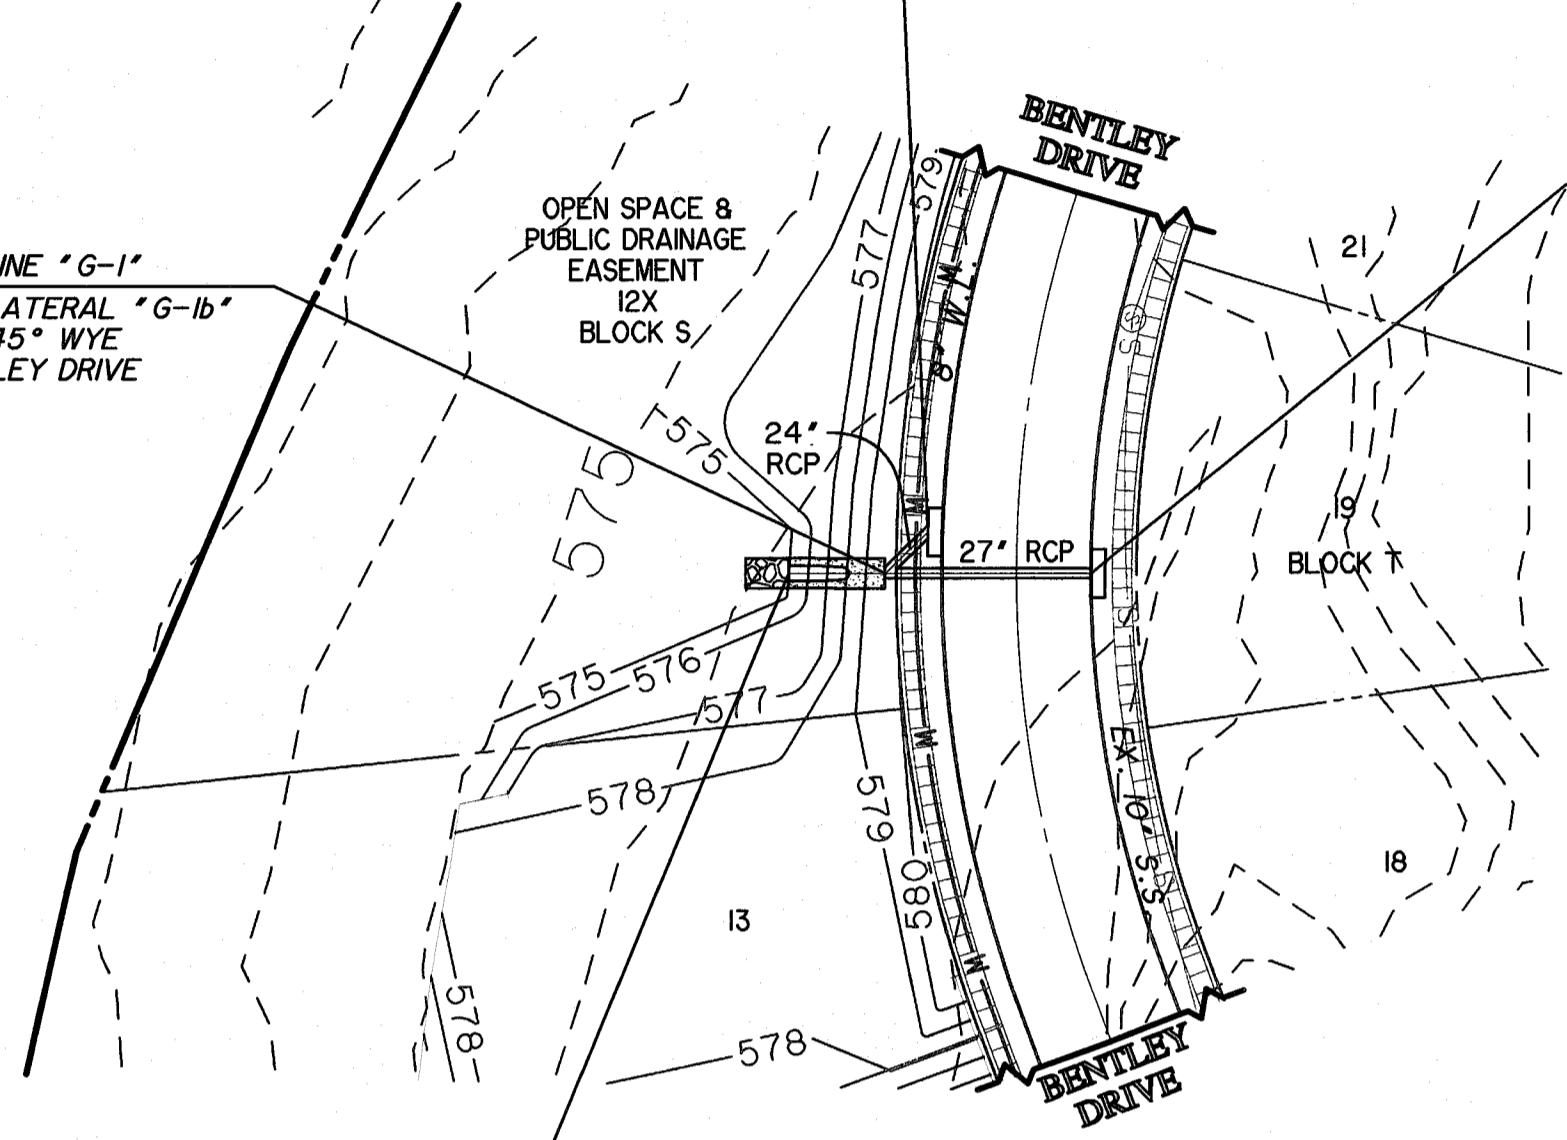 BENTLEY
DRIVE
OPEN SPACE &
PUBLIC DRAINAGE
EASEMENT
12X
BLOCK S
INE "G-1"
ATERAL "G-1b"
45° WYE
LEY DRIVE
577
579
8" W.L.
21
575
24"
RCP
575
W
27" RCP
19
BLOCK T
S
S
S
575
576
577
578
W
579
580
EX. 10" S.S.
18
13
W
578
578
BENTLEY
DRIVE